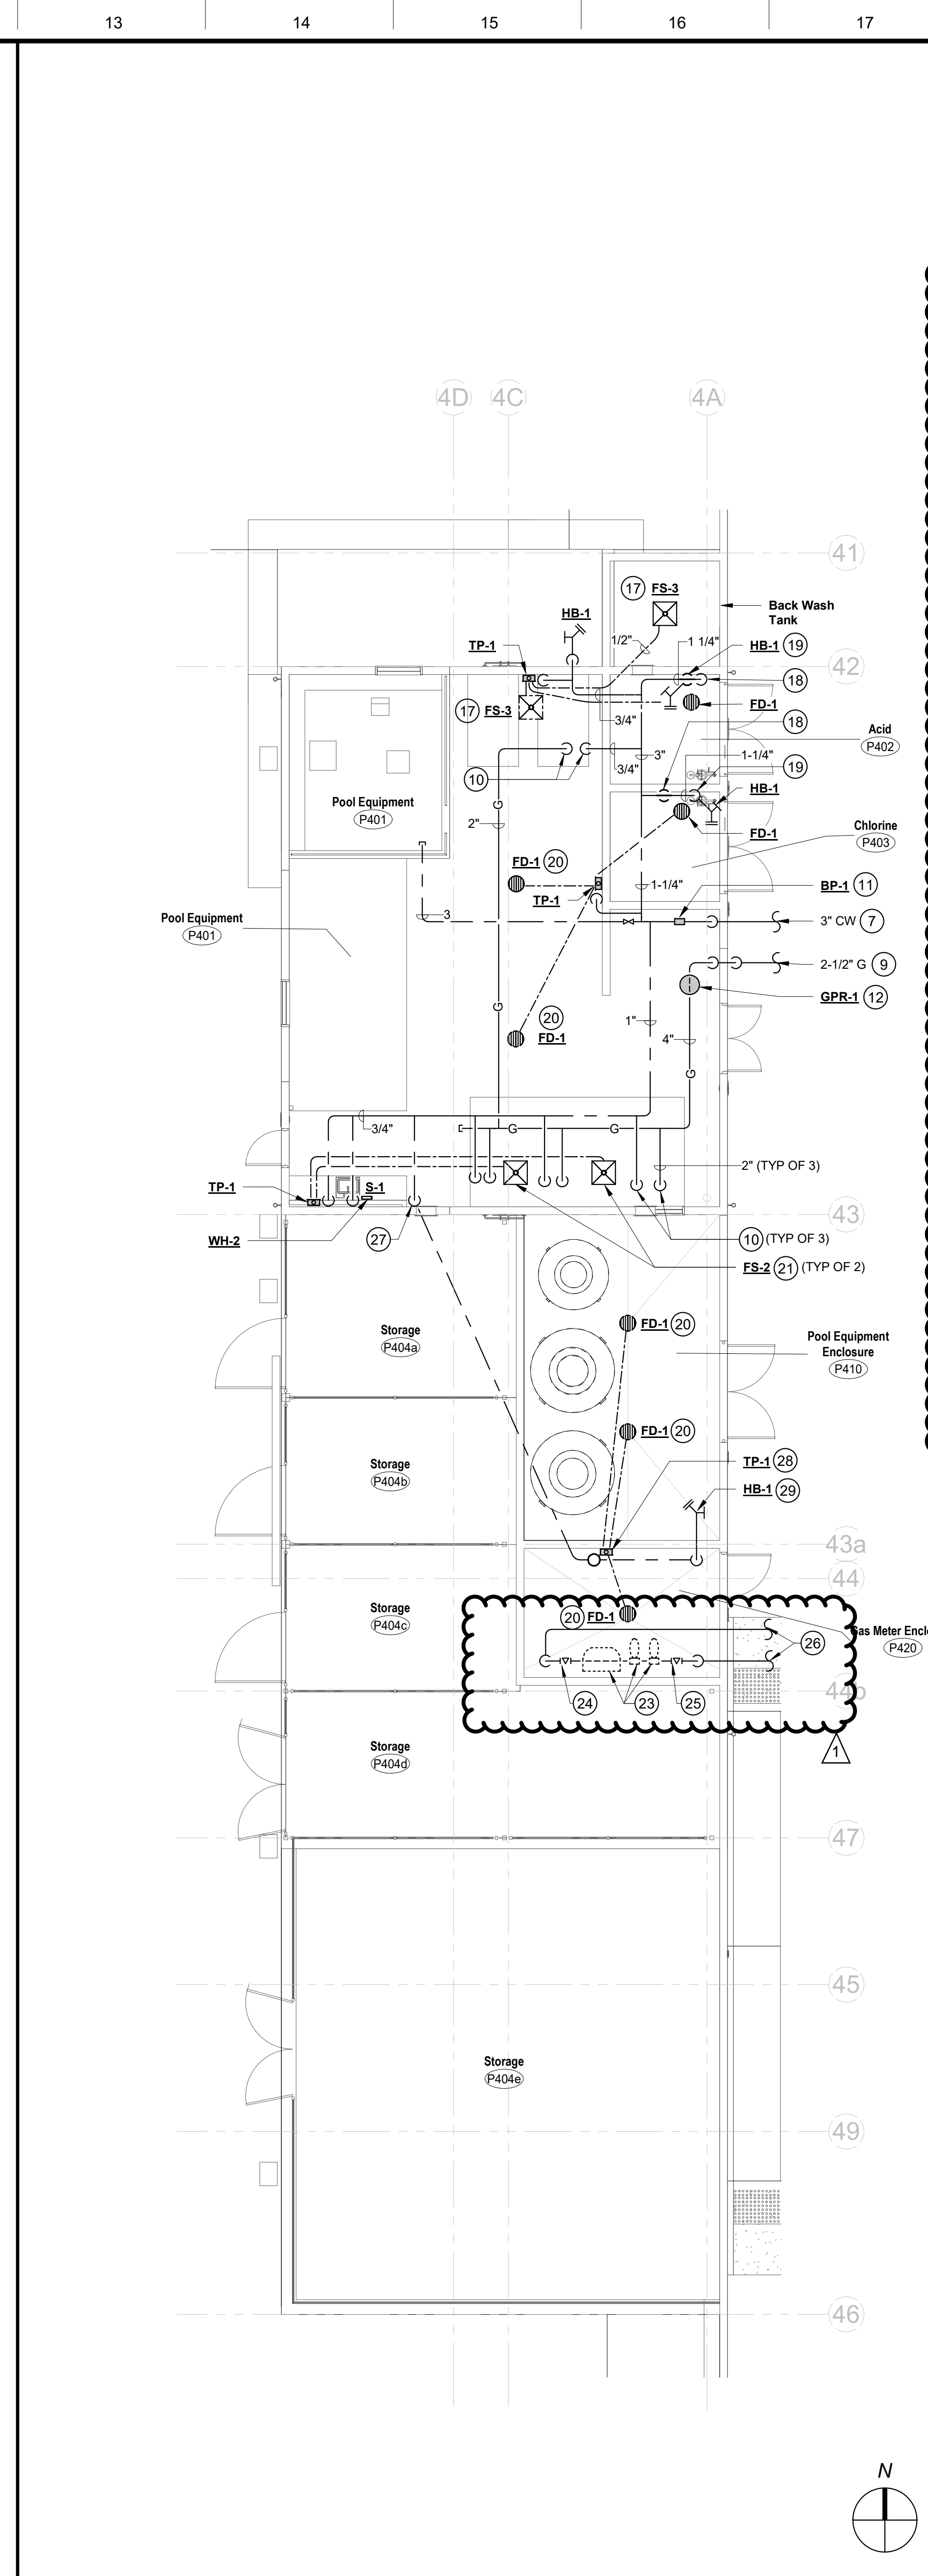 13
14
15
16
17
4D
4C
4A
41
17
FS-3
Back Wash
Tank
HB-1
1/2"
1 1/4"
HB-1
19
TP-1
42
18
17
FS-3
FD-1
3/4"
18
Acid
P402
3"
1-1/4"
3/4"
19
10
HB-1
Pool Equipment
P401
G
2"
Chlorine
P403
FD-1
FD-1
20
TP-1
1-1/4"
BP-1
11
3
3" CW
7
Pool Equipment
P401
2-1/2" G
9
GPR-1
12
G
20
FD-1
1"
4"
G
3/4"
G
G
2" (TYP OF 3)
TP-1
S-1
43
WH-2
27
10
(TYP OF 3)
FS-2
21
(TYP OF 2)
FD-1
20
Storage
P404a
Pool Equipment
Enclosure
P410
FD-1
20
TP-1
28
Storage
P404b
HB-1
29
43a
44
Storage
P404c
20
FD-1
26
Gas Meter Enclo
P420
24
23
25
44b
Storage
P404d
1
47
45
Storage
P404e
49
46
N